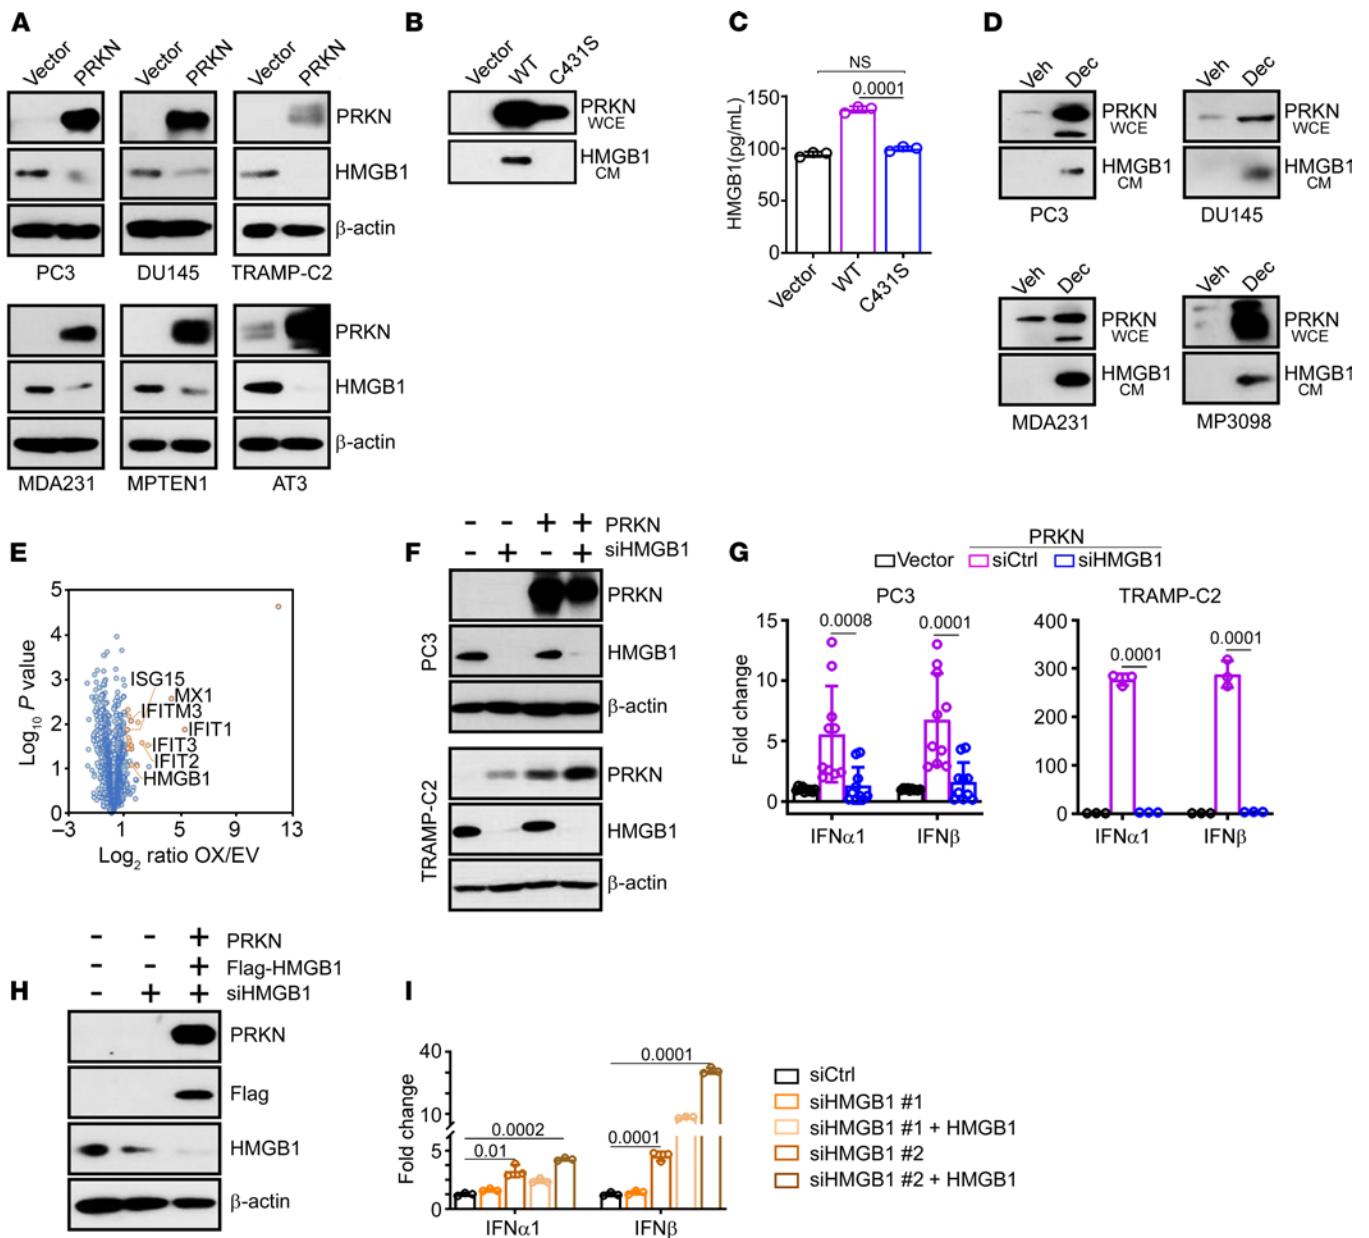 A
Vector PRKN Vector PRKN Vector PRKN
PRKN
HMGB1
β-actin
PC3 DU145 TRAMP-C2
PRKN
HMGB1
β-actin
MDA231 MPTEN1 AT3
B
Vector WT C431S
PRKN
WCE
HMGB1
CM
C
NS
0.0001
150
100
50
0
HMGB1(pg/mL)
Vector WT C431S
D
Veh Dec Veh Dec
PRKN
WCE
PRKN
WCE
HMGB1
CM
HMGB1
CM
PC3 DU145
Veh Dec Veh Dec
PRKN
WCE
PRKN
WCE
HMGB1
CM
HMGB1
CM
MDA231 MP3098
E
5
4
3
2
1
0
Log10 P value
ISG15
MX1
IFITM3
IFIT1
IFIT3
IFIT2
HMGB1
−3 1 5 9 13
Log2 ratio OX/EV
F
- - + + PRKN
- + - + siHMGB1
PC3
PRKN
HMGB1
β-actin
TRAMP-C2
PRKN
HMGB1
β-actin
G
PRKN
Vector siCtrl siHMGB1
PC3
15
10
5
0
Fold change
0.0008
0.0001
IFNα1 IFNβ
TRAMP-C2
400
300
200
100
0
0.0001
0.0001
IFNα1 IFNβ
H
- - + PRKN
- - + Flag-HMGB1
- + + siHMGB1
PRKN
Flag
HMGB1
β-actin
I
40
10
5
0
Fold change
0.01
0.0002
0.0001
0.0001
IFNα1 IFNβ
siCtrl
siHMGB1 #1
siHMGB1 #1 + HMGB1
siHMGB1 #2
siHMGB1 #2 + HMGB1